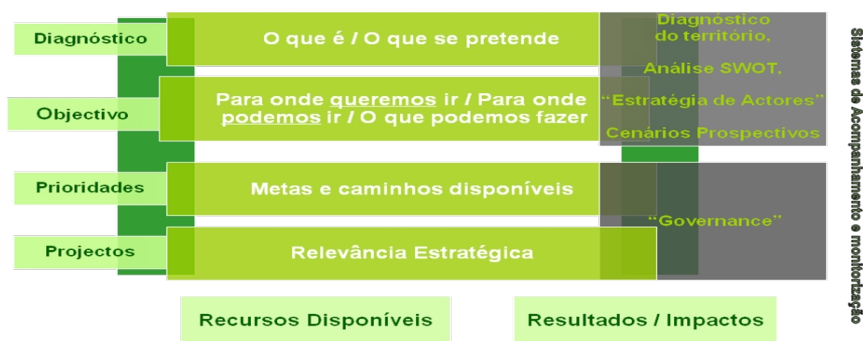 Diagnóstico
O que é / O que se pretende
Diagnóstico
do território,
Análise SWOT,
Objectivo
Para onde queremos ir / Para onde
podemos ir / O que podemos fazer
“Estratégia de Actores”
Cenários Prospectivos
Prioridades
Metas e caminhos disponíveis
“Governance”
Projectos
Relevância Estratégica
Recursos Disponíveis
Resultados / Impactos
Sistemas de Acompanhamento e monitorização